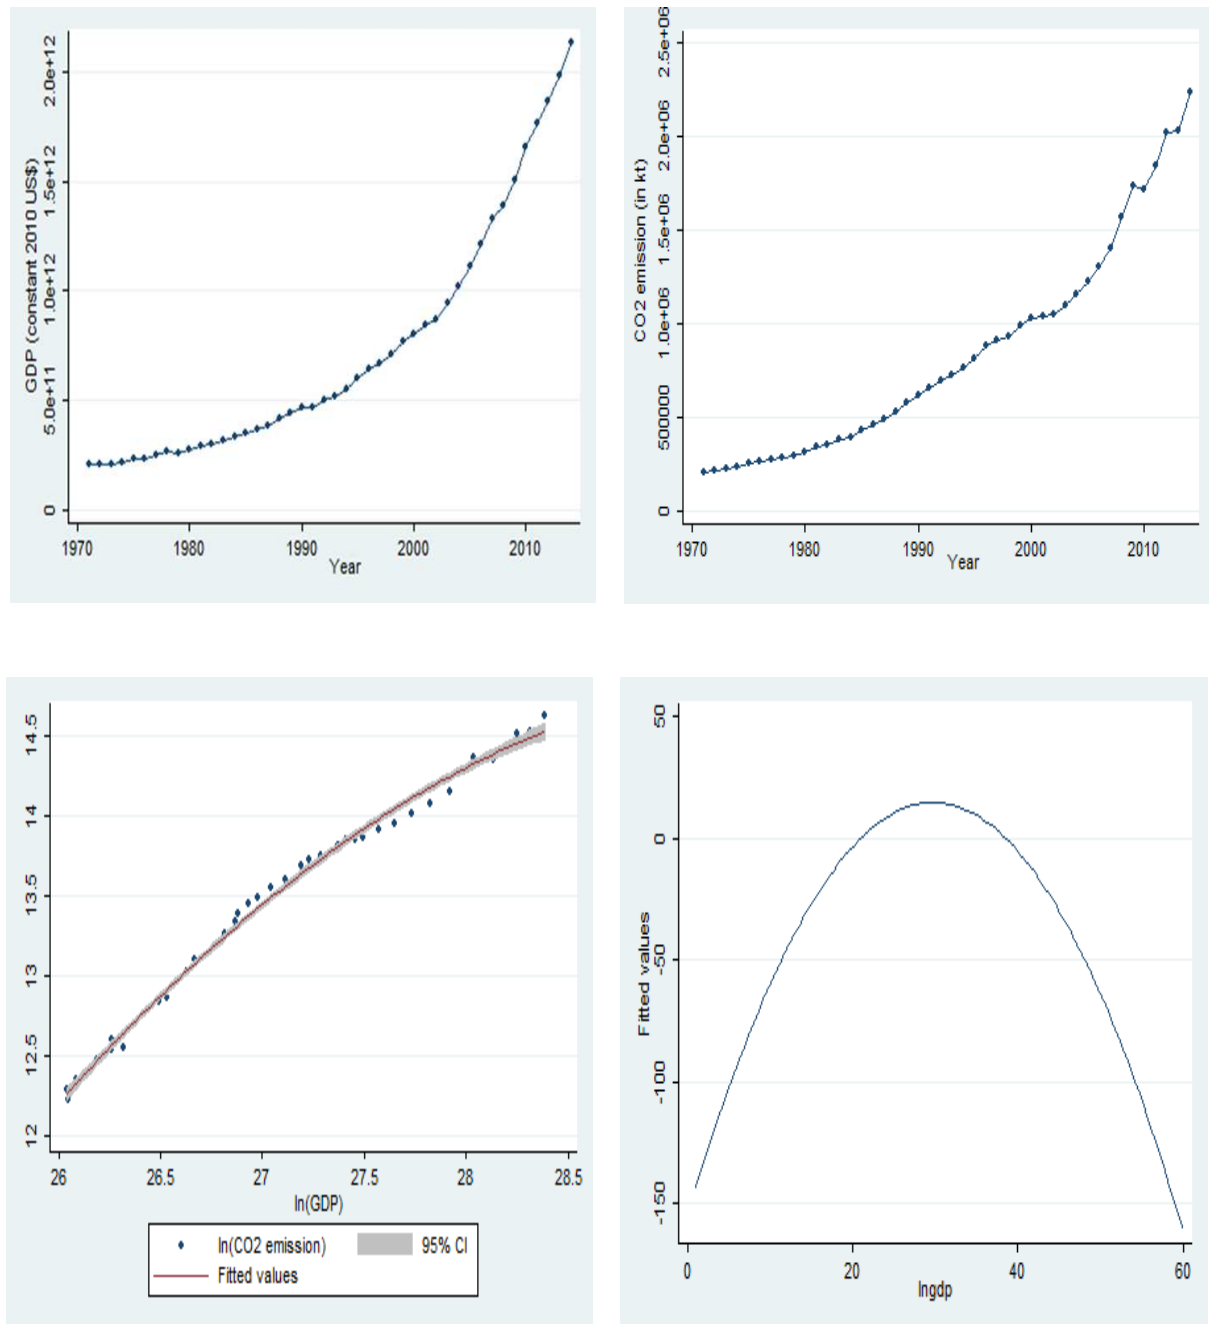 GDP (constant 2010 US$)
2.0e+12
1.5e+12
1.0e+12
5.0e+11
0
1970 1980 1990 2000 2010
Year
CO2 emission (in kt)
2.5e+06
2.0e+06
1.5e+06
1.0e+06
500000
0
1970 1980 1990 2000 2010
Year
14.5
14
13.5
13
12.5
12
26 26.5 27 27.5 28 28.5
ln(GDP)
ln(CO2 emission) 95% CI
Fitted values
Fitted values
50
0
-50
-100
-150
0 20 40 60
lngdp